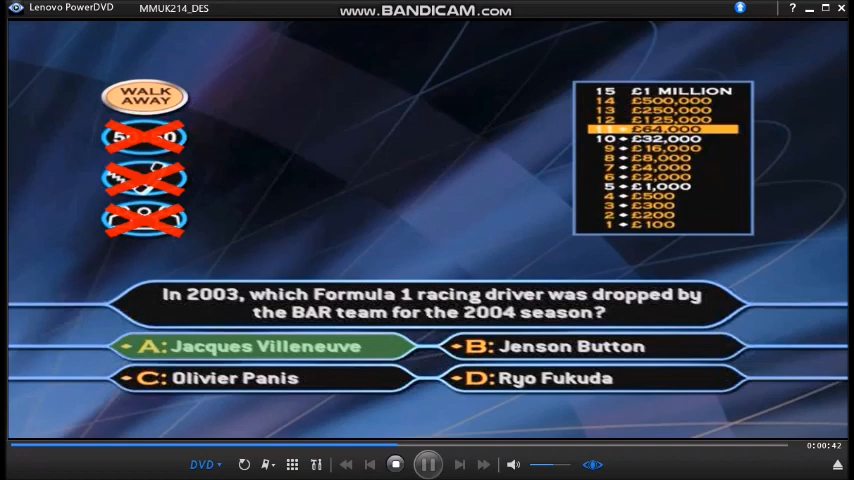 Lenovo PowerDVD
MMUK214_DES
www.BANDICAM.com
?
WALK
AWAY
15 £1 MILLION
14 £500,000
13 £250,000
12 £125,000
11 £64,000
10 £32,000
9 £16,000
8 £8,000
7 £4,000
6 £2,000
5 £1,000
4 £500
3 £300
2 £200
1 £100
In 2003, which Formula 1 racing driver was dropped by
the BAR team for the 2004 season?
A: Jacques Villeneuve
B: Jenson Button
C: Olivier Panis
D: Ryo Fukuda
0:00:42
DVD